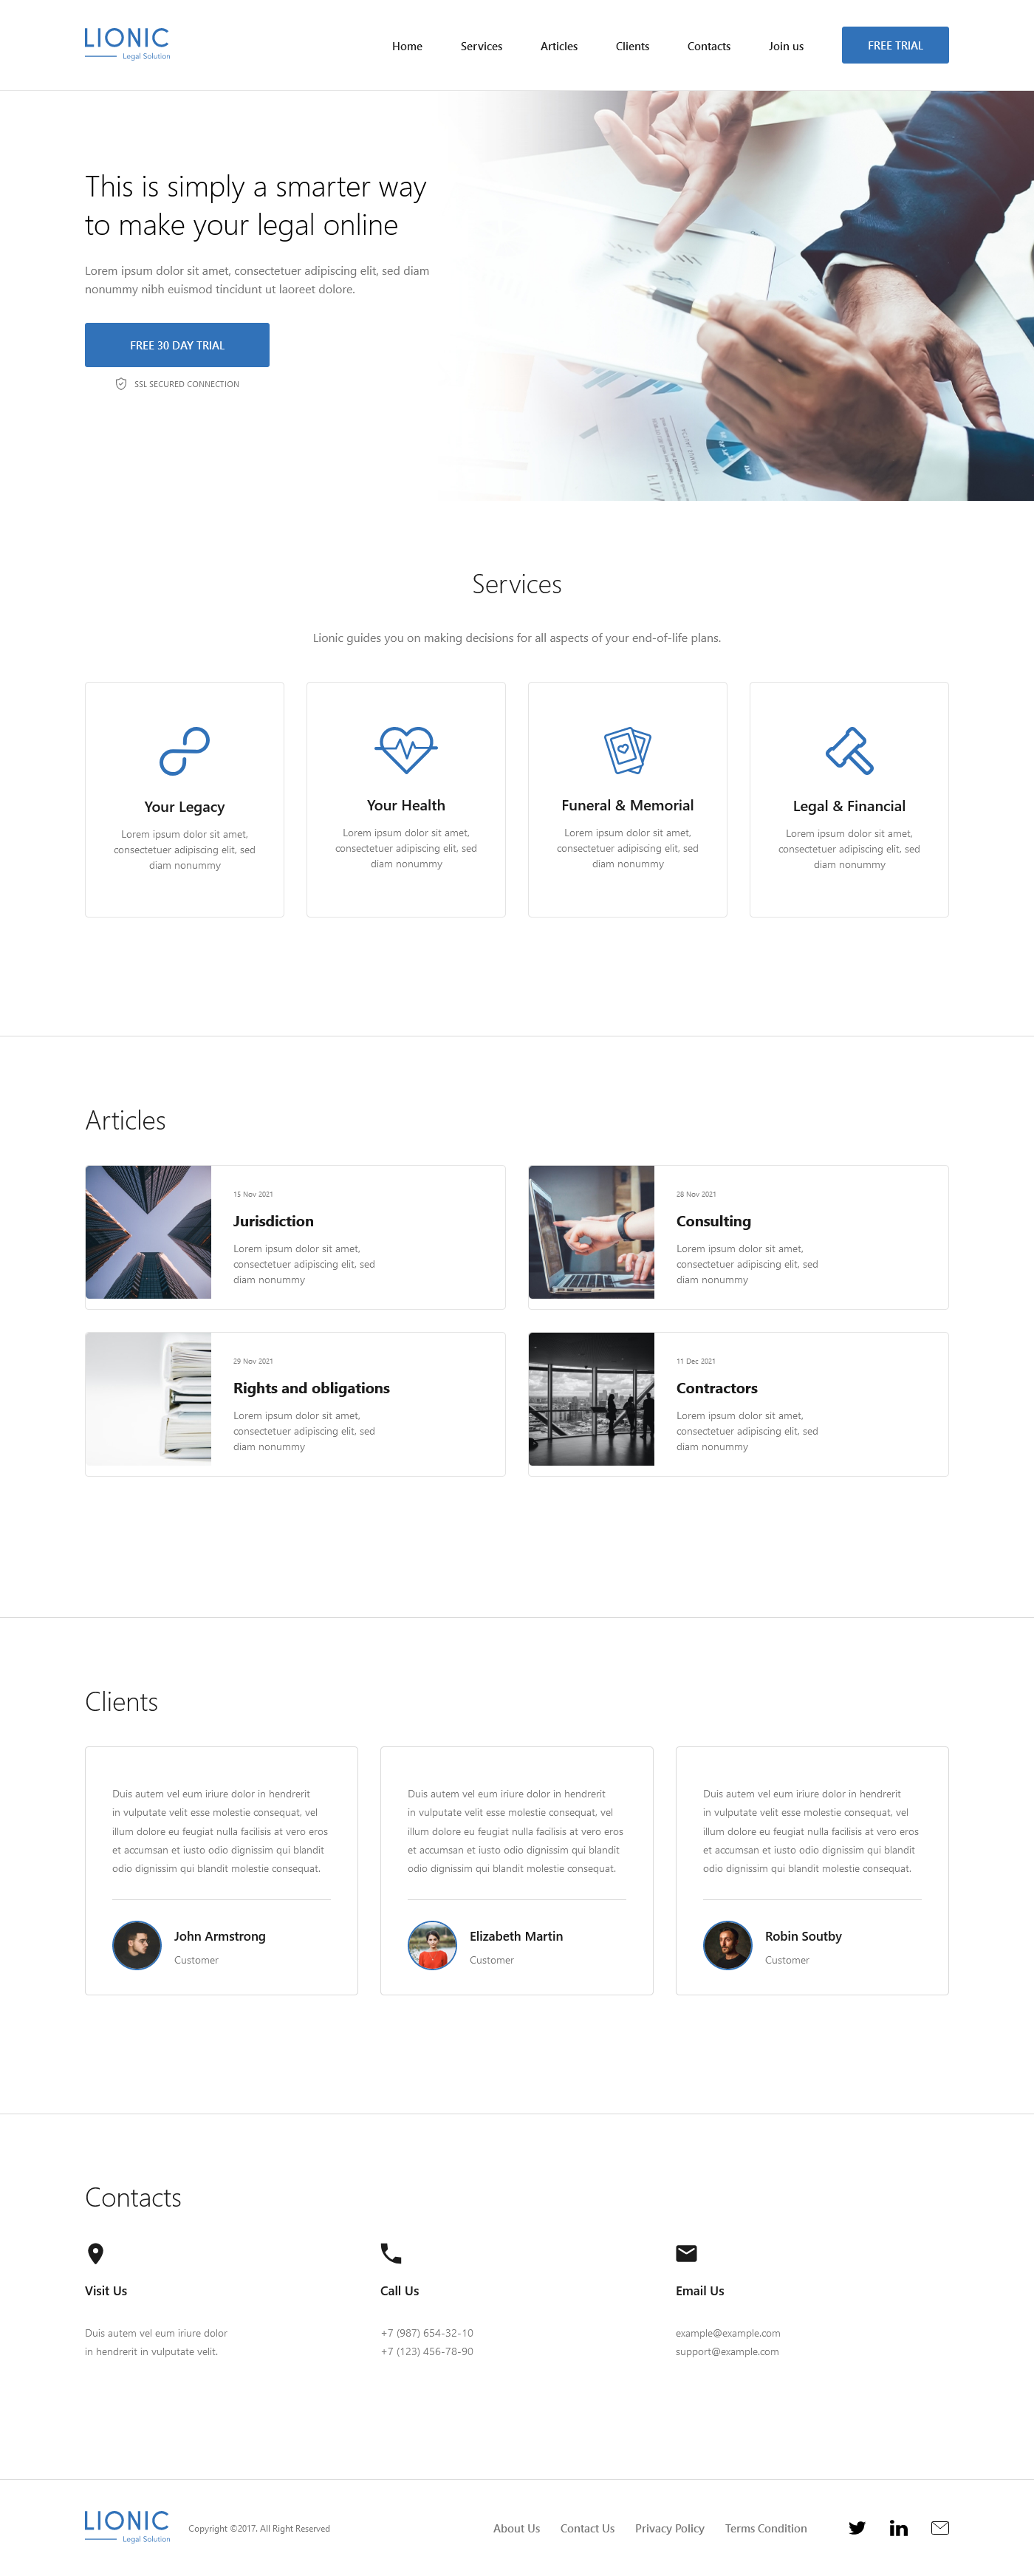 LIONIC
Legal Solution
Home
Services
Articles
Clients
Contacts
Join us
FREE TRIAL
This is simply a smarter way
to make your legal online
Lorem ipsum dolor sit amet, consectetuer adipiscing elit, sed diam
nonummy nibh euismod tincidunt ut laoreet dolore.
FREE 30 DAY TRIAL
SSL SECURED CONNECTION
Services
Lionic guides you on making decisions for all aspects of your end-of-life plans.
Your Legacy
Lorem ipsum dolor sit amet,
consectetuer adipiscing elit, sed
diam nonummy
Your Health
Lorem ipsum dolor sit amet,
consectetuer adipiscing elit, sed
diam nonummy
Funeral & Memorial
Lorem ipsum dolor sit amet,
consectetuer adipiscing elit, sed
diam nonummy
Legal & Financial
Lorem ipsum dolor sit amet,
consectetuer adipiscing elit, sed
diam nonummy
Articles
15 Nov 2021
Jurisdiction
Lorem ipsum dolor sit amet,
consectetuer adipiscing elit, sed
diam nonummy
28 Nov 2021
Consulting
Lorem ipsum dolor sit amet,
consectetuer adipiscing elit, sed
diam nonummy
29 Nov 2021
Rights and obligations
Lorem ipsum dolor sit amet,
consectetuer adipiscing elit, sed
diam nonummy
11 Dec 2021
Contractors
Lorem ipsum dolor sit amet,
consectetuer adipiscing elit, sed
diam nonummy
Clients
Duis autem vel eum iriure dolor in hendrerit
in vulputate velit esse molestie consequat, vel
illum dolore eu feugiat nulla facilisis at vero eros
et accumsan et iusto odio dignissim qui blandit
odio dignissim qui blandit molestie consequat.
John Armstrong
Customer
Duis autem vel eum iriure dolor in hendrerit
in vulputate velit esse molestie consequat, vel
illum dolore eu feugiat nulla facilisis at vero eros
et accumsan et iusto odio dignissim qui blandit
odio dignissim qui blandit molestie consequat.
Elizabeth Martin
Customer
Duis autem vel eum iriure dolor in hendrerit
in vulputate velit esse molestie consequat, vel
illum dolore eu feugiat nulla facilisis at vero eros
et accumsan et iusto odio dignissim qui blandit
odio dignissim qui blandit molestie consequat.
Robin Soutby
Customer
Contacts
Visit Us
Duis autem vel eum iriure dolor
in hendrerit in vulputate velit.
Call Us
+7 (987) 654-32-10
+7 (123) 456-78-90
Email Us
example@example.com
support@example.com
LIONIC
Legal Solution
Copyright ©2017. All Right Reserved
About Us
Contact Us
Privacy Policy
Terms Condition